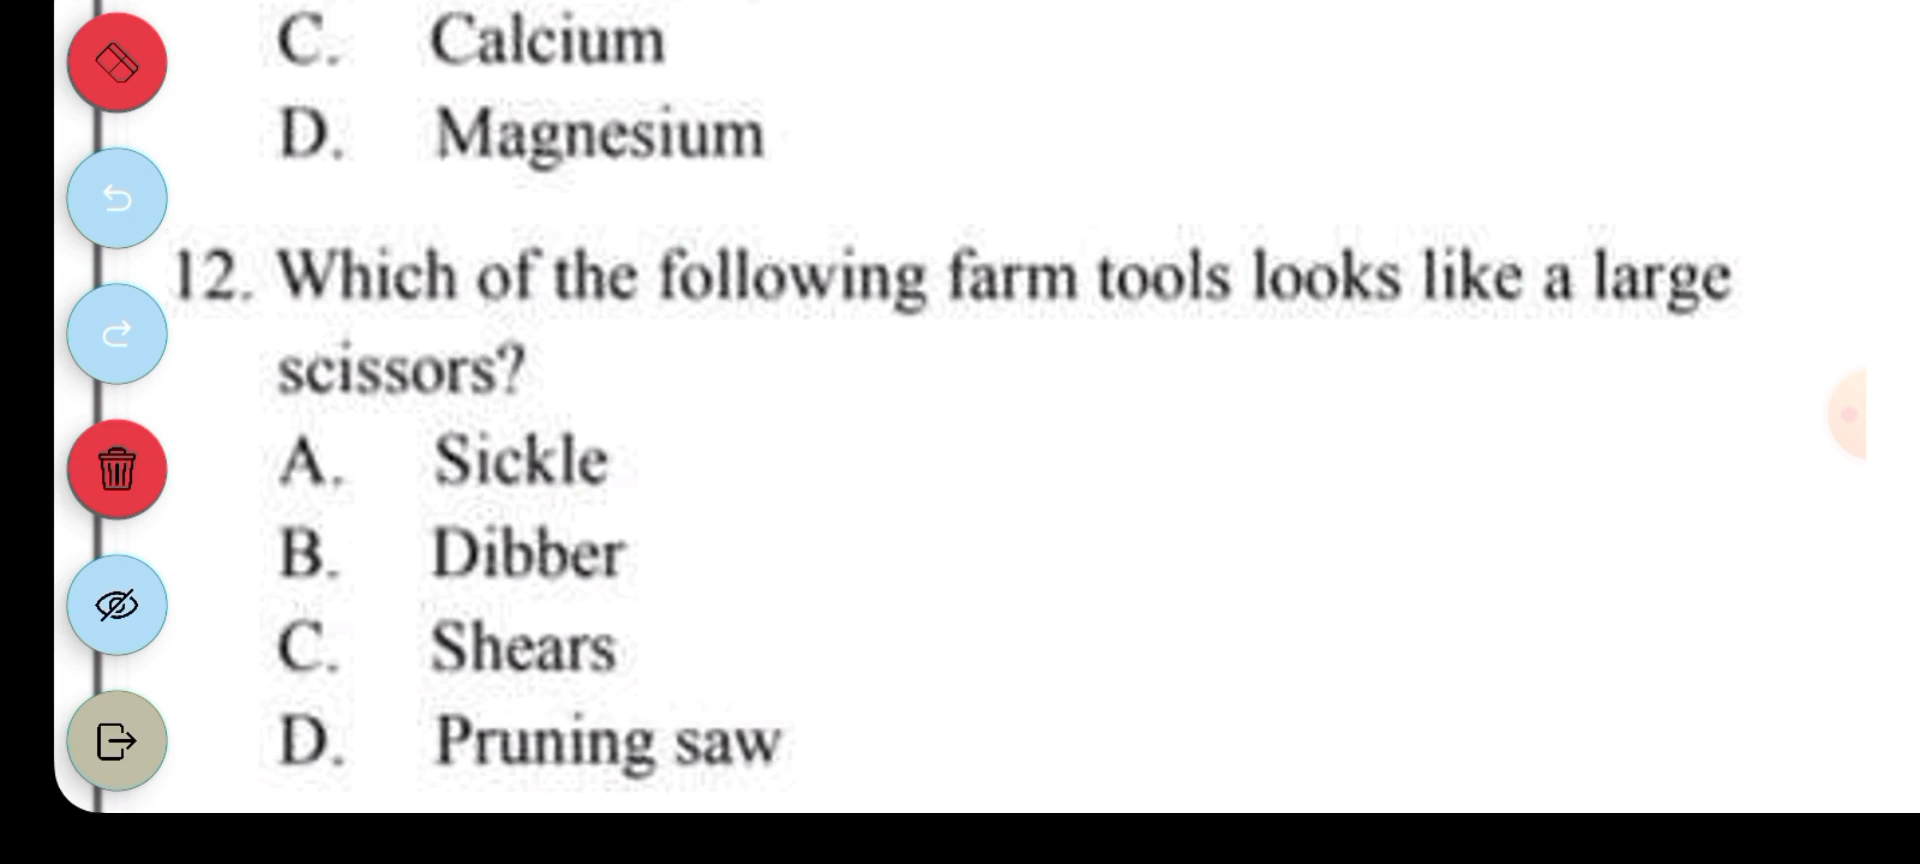 C. Calcium
D. Magnesium
12. Which of the following farm tools looks like a large
scissors?
A. Sickle
B. Dibber
C. Shears
D. Pruning saw